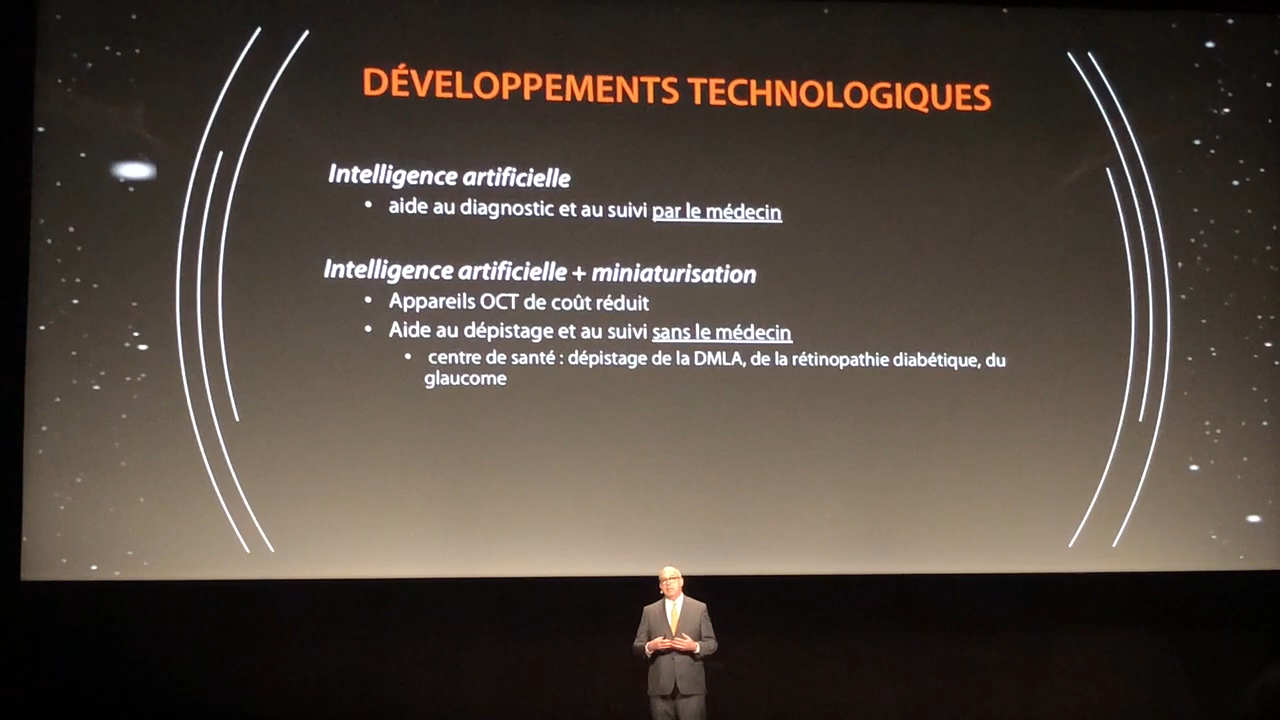 DÉVELOPPEMENTS TECHNOLOGIQUES
Intelligence artificielle
• aide au diagnostic et au suivi par le médecin
Intelligence artificielle + miniaturisation
• Appareils OCT de coût réduit
• Aide au dépistage et au suivi sans le médecin
• centre de santé : dépistage de la DMLA, de la rétinopathie diabétique, du
glaucome